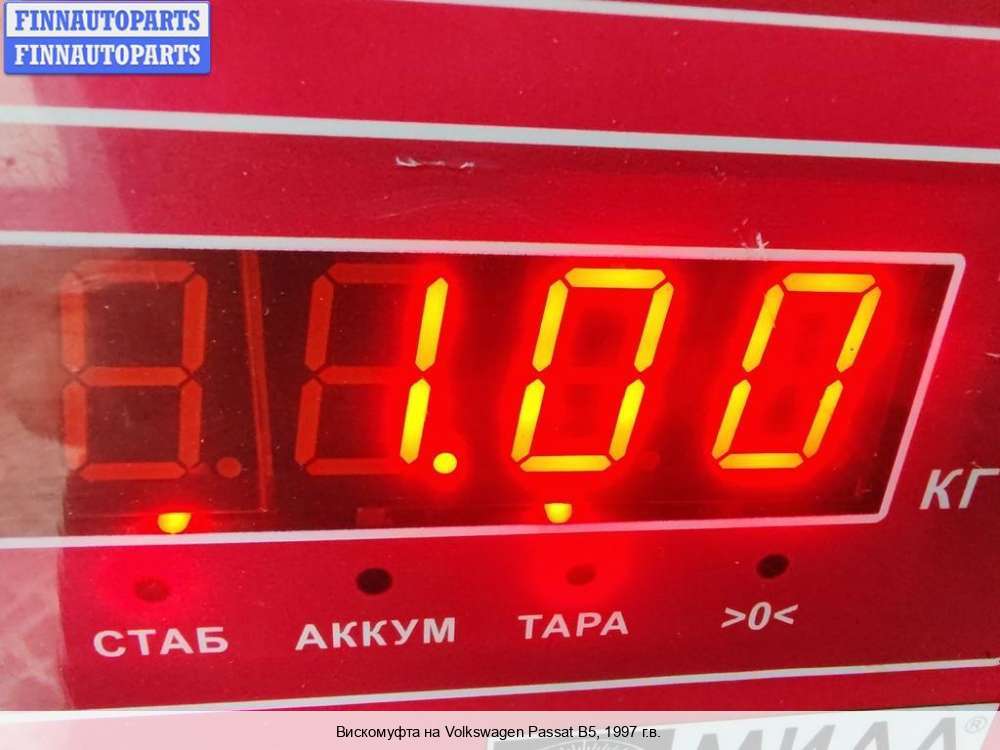 FINNAUTOPARTS
FINNAUTOPARTS
1.00
КГ
СТАБ АККУМ ТАРА >0<
Вискомуфта на Volkswagen Passat B5, 1997 г.в.